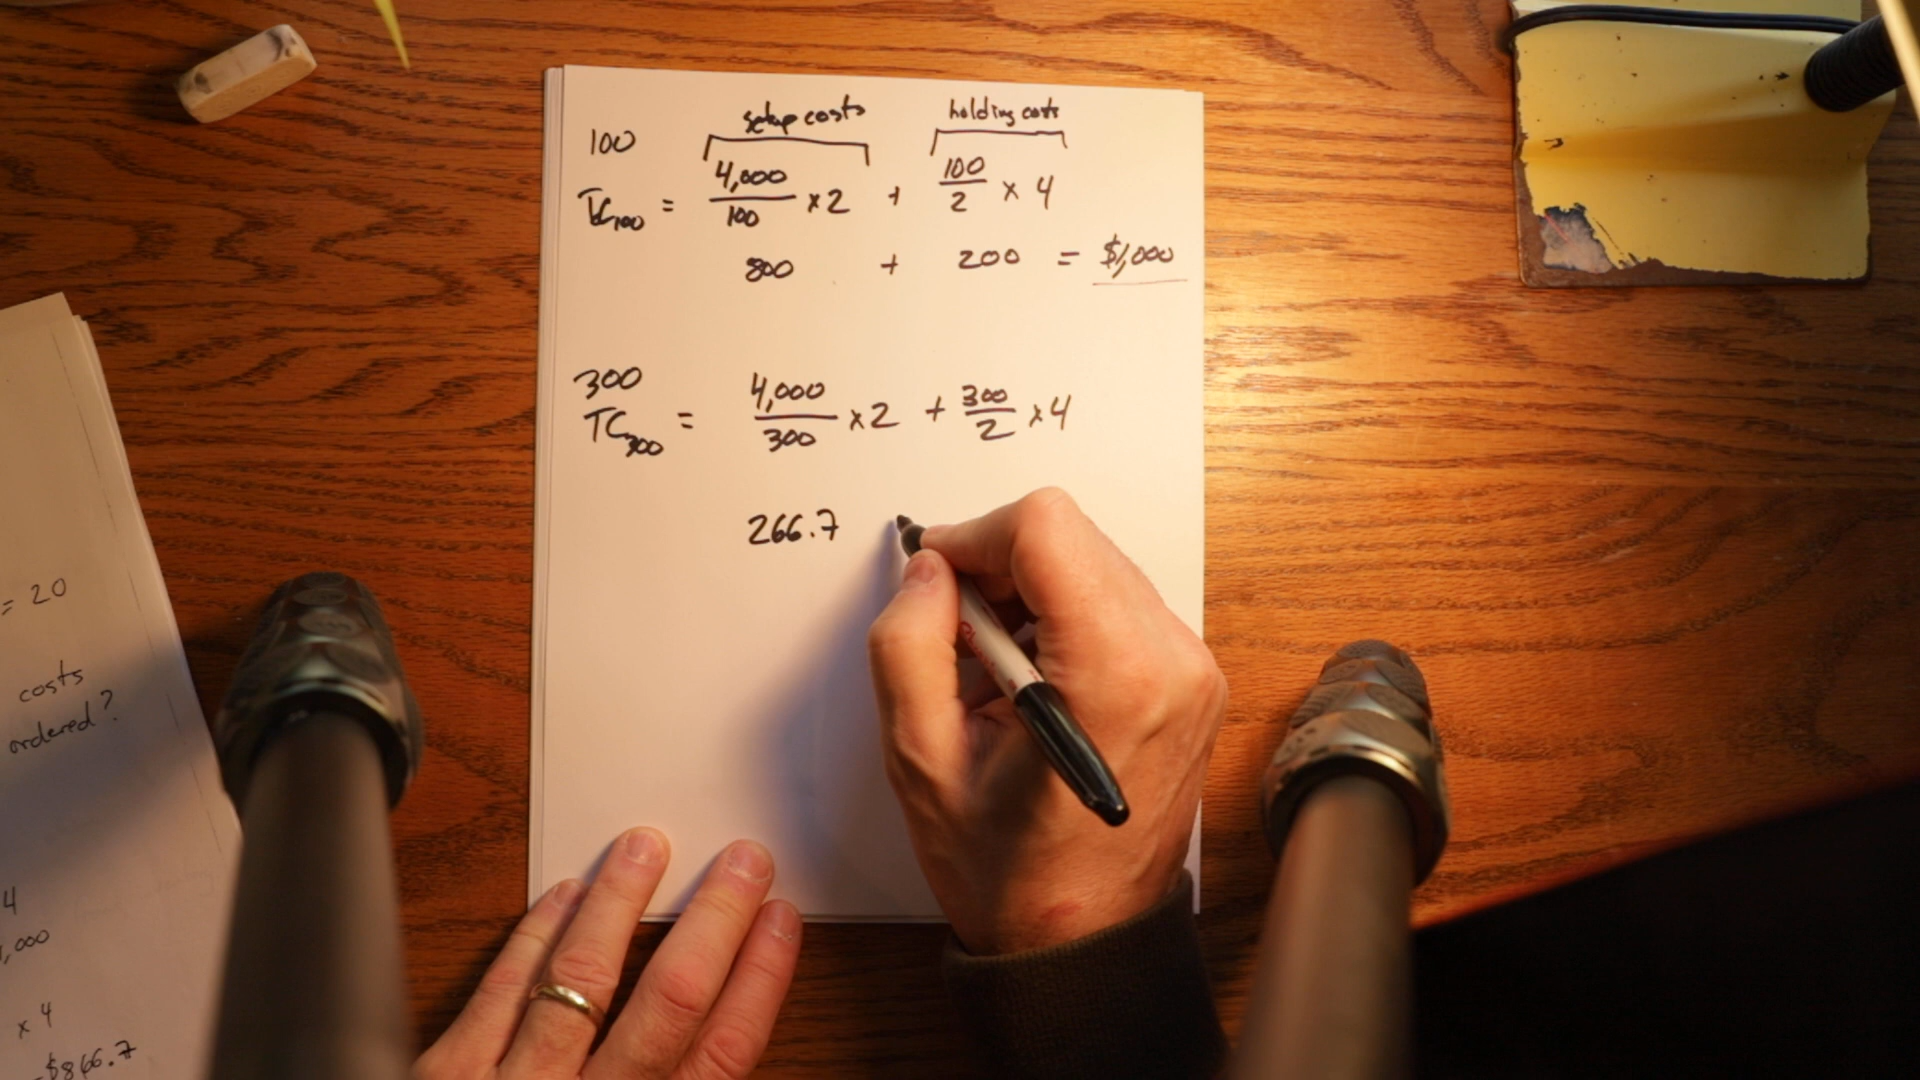 setup costs holding costs
100
TC100 = 4,000/100 x 2 + 100/2 x 4
800 + 200 = $1,000
300
TC300 = 4,000/300 x 2 + 300/2 x 4
266.7
= 20
costs
ordered?
4
,000
x 4
$866.7